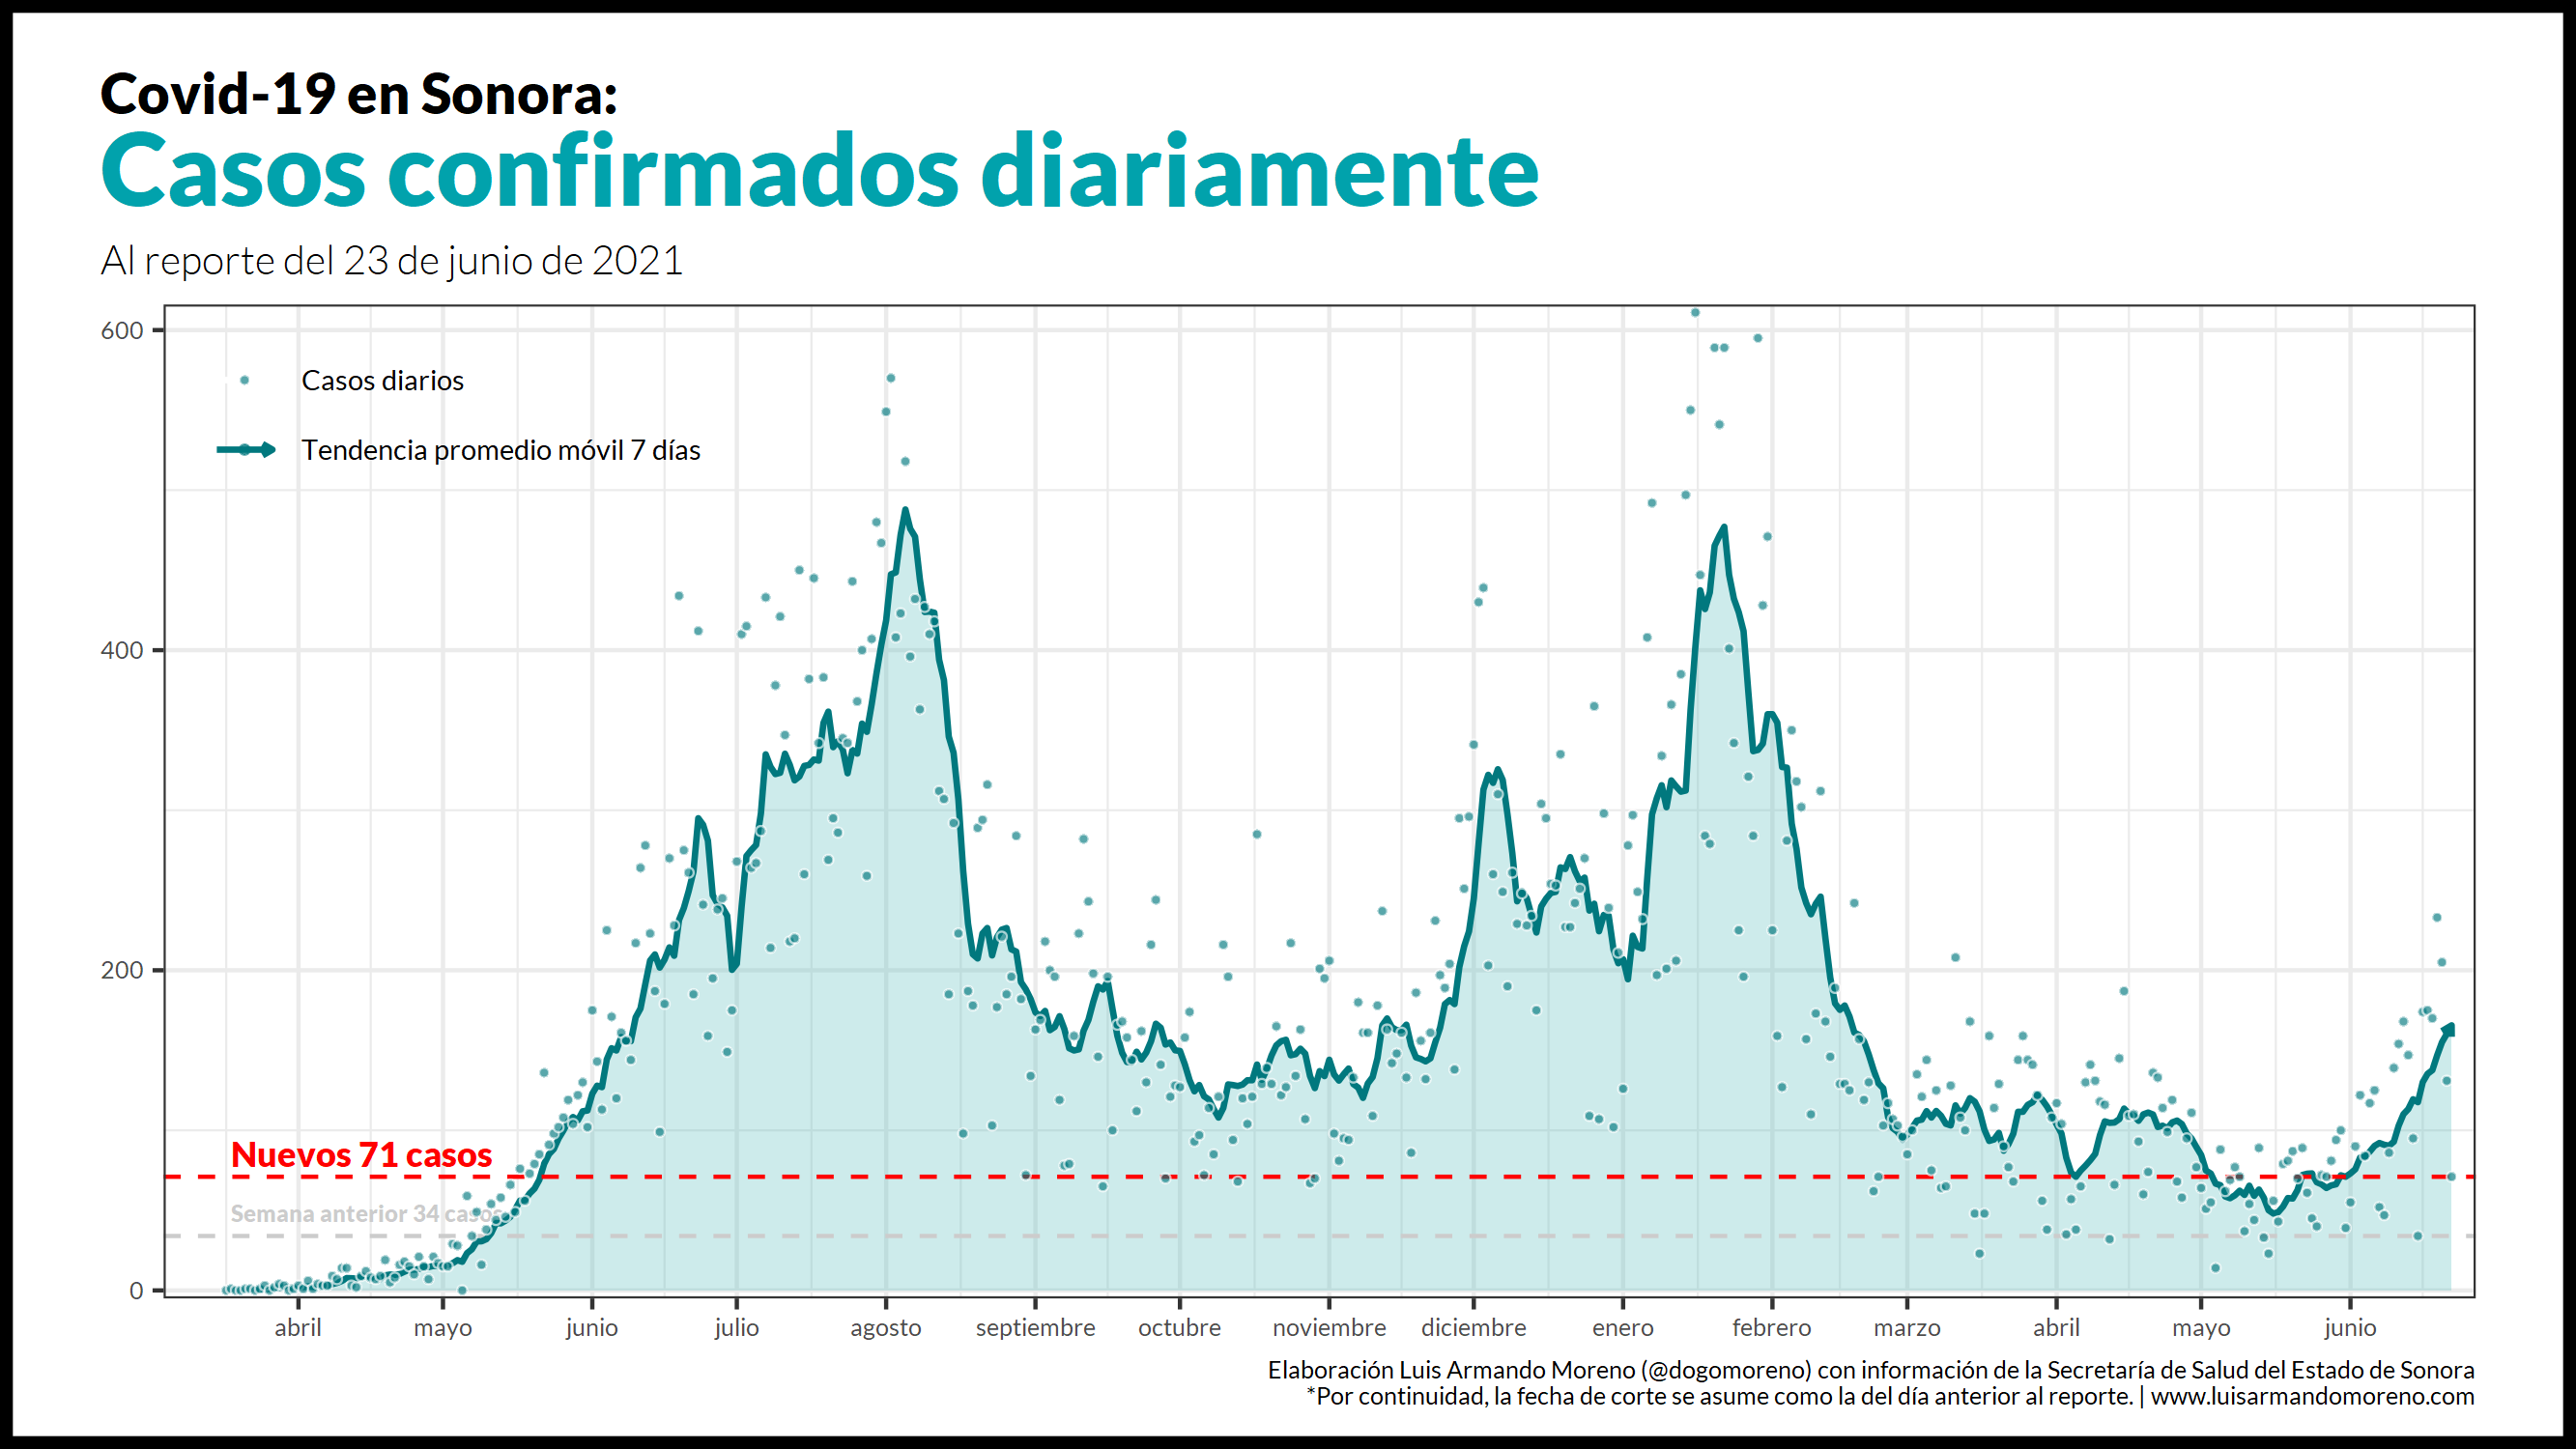 Covid-19 en Sonora:
Casos confirmados diariamente
Al reporte del 23 de junio de 2021
600
Casos diarios
Tendencia promedio móvil 7 días
400
200
Nuevos 71 casos
Semana anterior 34 casos
0
abril mayo junio julio agosto septiembre octubre noviembre diciembre enero febrero marzo abril mayo junio
Elaboración Luis Armando Moreno (@dogomoreno) con información de la Secretaría de Salud del Estado de Sonora
*Por continuidad, la fecha de corte se asume como la del día anterior al reporte. | www.luisarmandomoreno.com